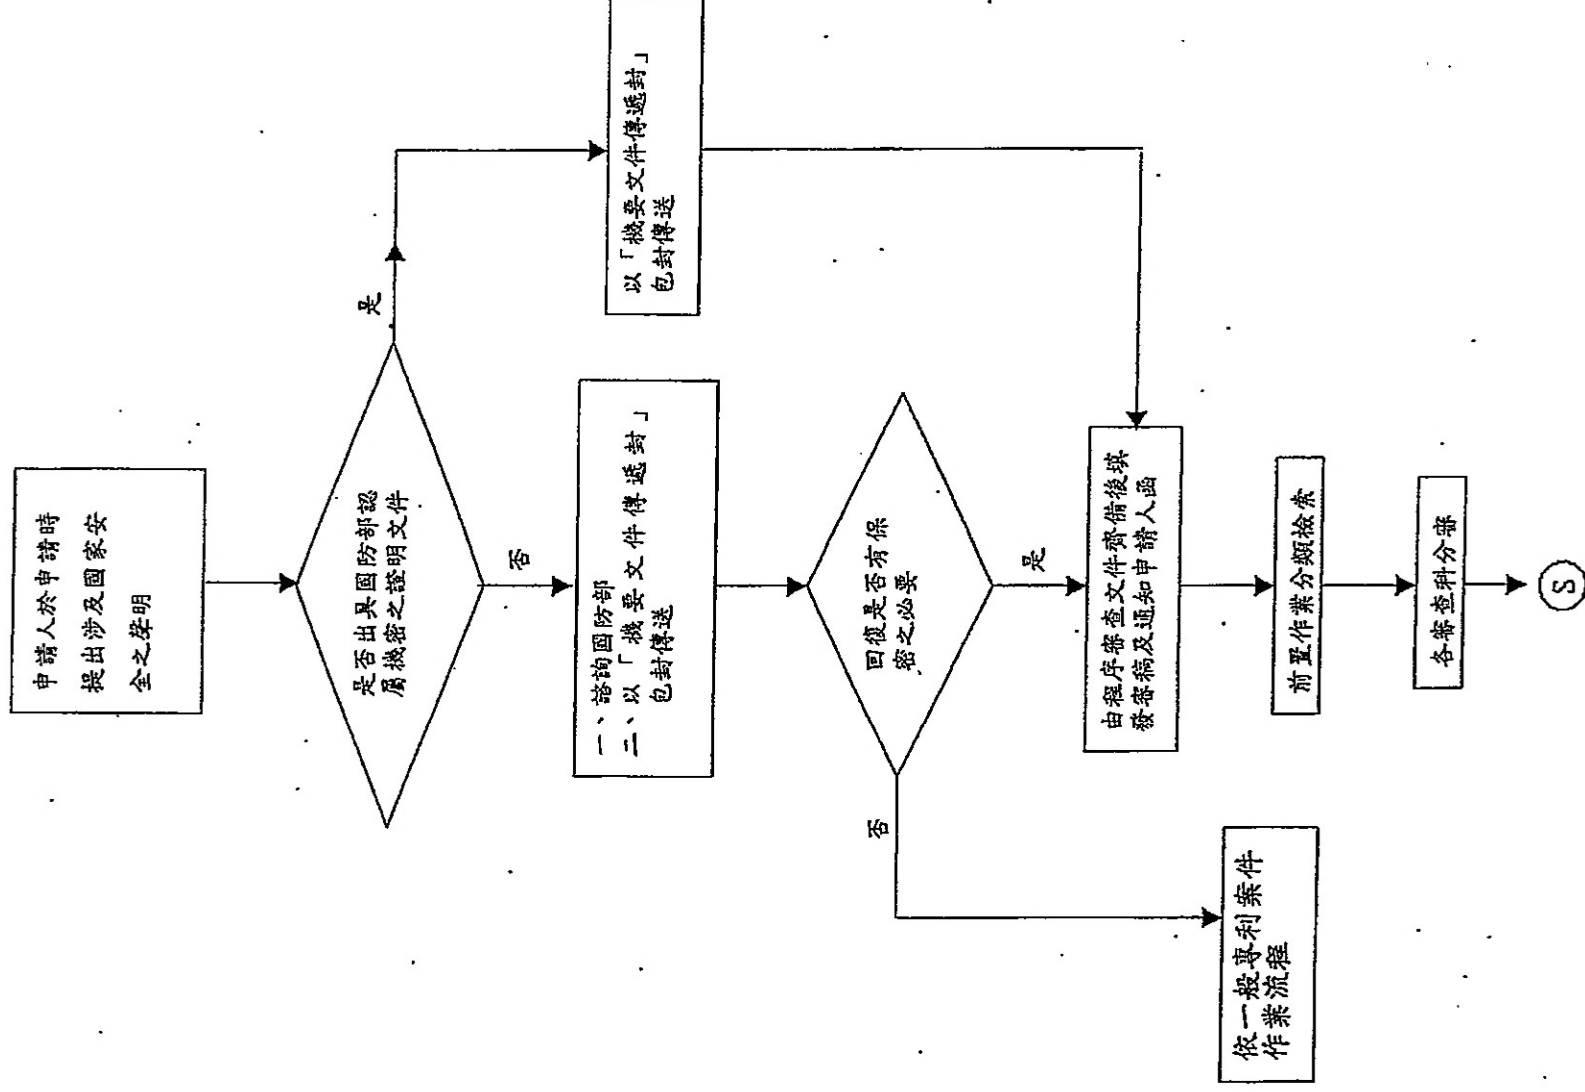 申請人於申請時
提出涉及國家安
全之聲明
是否出具國防部認
屬機密之證明文件
是
否
以「機要文件傳遞封」
包封傳送
一、諮詢國防部
二、以「機要文件傳遞封」
包封傳送
回復是否有保
密之必要
否
是
由程序審查文件齊備後填
發審稿及通知申請人函
依一般專利案件
作業流程
前置作業分類檢索
各審查科分審
S